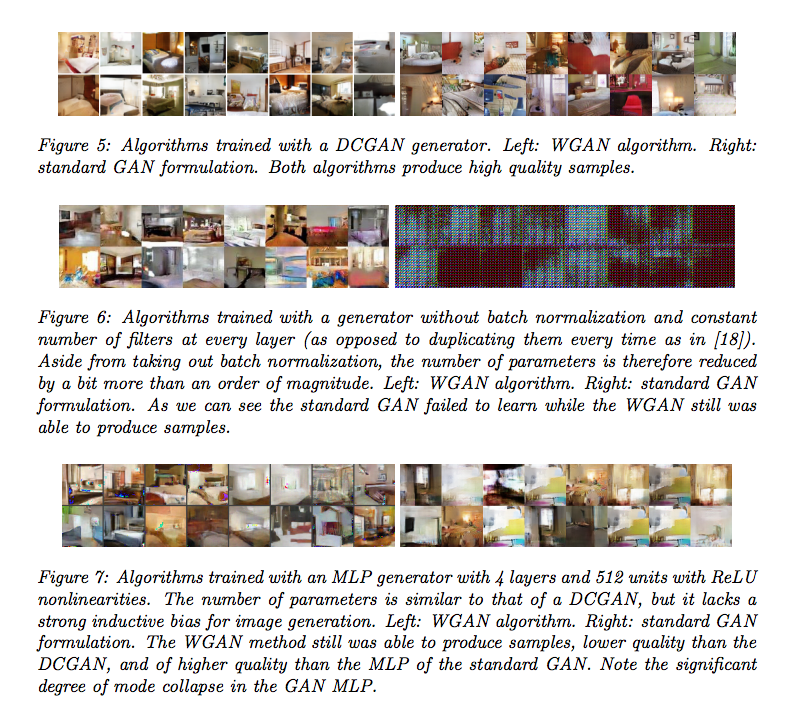 Figure 5: Algorithms trained with a DCGAN generator. Left: WGAN algorithm. Right:
standard GAN formulation. Both algorithms produce high quality samples.
Figure 6: Algorithms trained with a generator without batch normalization and constant
number of filters at every layer (as opposed to duplicating them every time as in [18]).
Aside from taking out batch normalization, the number of parameters is therefore reduced
by a bit more than an order of magnitude. Left: WGAN algorithm. Right: standard GAN
formulation. As we can see the standard GAN failed to learn while the WGAN still was
able to produce samples.
Figure 7: Algorithms trained with an MLP generator with 4 layers and 512 units with ReLU
nonlinearities. The number of parameters is similar to that of a DCGAN, but it lacks a
strong inductive bias for image generation. Left: WGAN algorithm. Right: standard GAN
formulation. The WGAN method still was able to produce samples, lower quality than the
DCGAN, and of higher quality than the MLP of the standard GAN. Note the significant
degree of mode collapse in the GAN MLP.